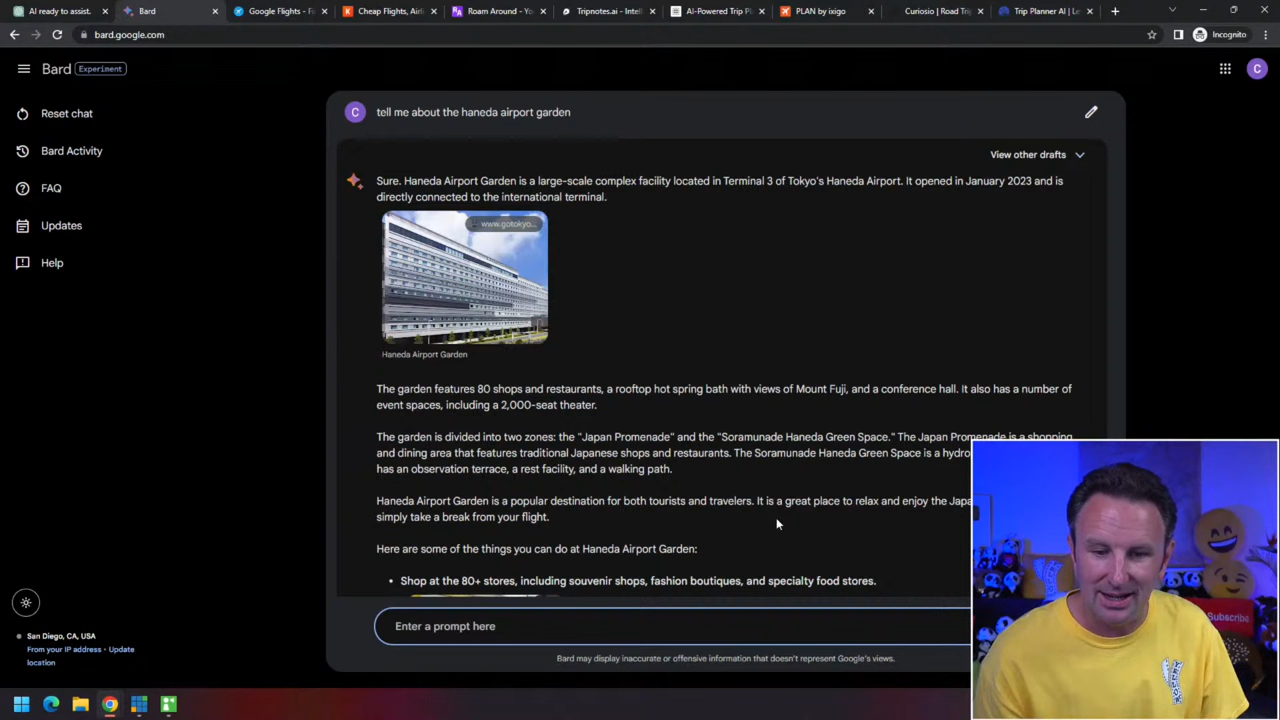 AI ready to assist.
Bard
Google Flights - F
Cheap Flights, Airl
Roam Around - Yo
Tripnotes.ai - Intel
AI-Powered Trip Pl
PLAN by ixigo
Curiosio | Road Tri
Trip Planner AI | Le
bard.google.com
Incognito
Bard Experiment
C
Reset chat
Bard Activity
FAQ
Updates
Help
C tell me about the haneda airport garden
View other drafts
Sure. Haneda Airport Garden is a large-scale complex facility located in Terminal 3 of Tokyo's Haneda Airport. It opened in January 2023 and is
directly connected to the international terminal.
www.gotokyo...
Haneda Airport Garden
The garden features 80 shops and restaurants, a rooftop hot spring bath with views of Mount Fuji, and a conference hall. It also has a number of
event spaces, including a 2,000-seat theater.
The garden is divided into two zones: the "Japan Promenade" and the "Soramunade Haneda Green Space." The Japan Promenade is a shopping
and dining area that features traditional Japanese shops and restaurants. The Soramunade Haneda Green Space is a hydro
has an observation terrace, a rest facility, and a walking path.
Haneda Airport Garden is a popular destination for both tourists and travelers. It is a great place to relax and enjoy the Japa
simply take a break from your flight.
Here are some of the things you can do at Haneda Airport Garden:
• Shop at the 80+ stores, including souvenir shops, fashion boutiques, and specialty food stores.
Enter a prompt here
Bard may display inaccurate or offensive information that doesn't represent Google's views.
San Diego, CA, USA
From your IP address • Update
location
Subscribe